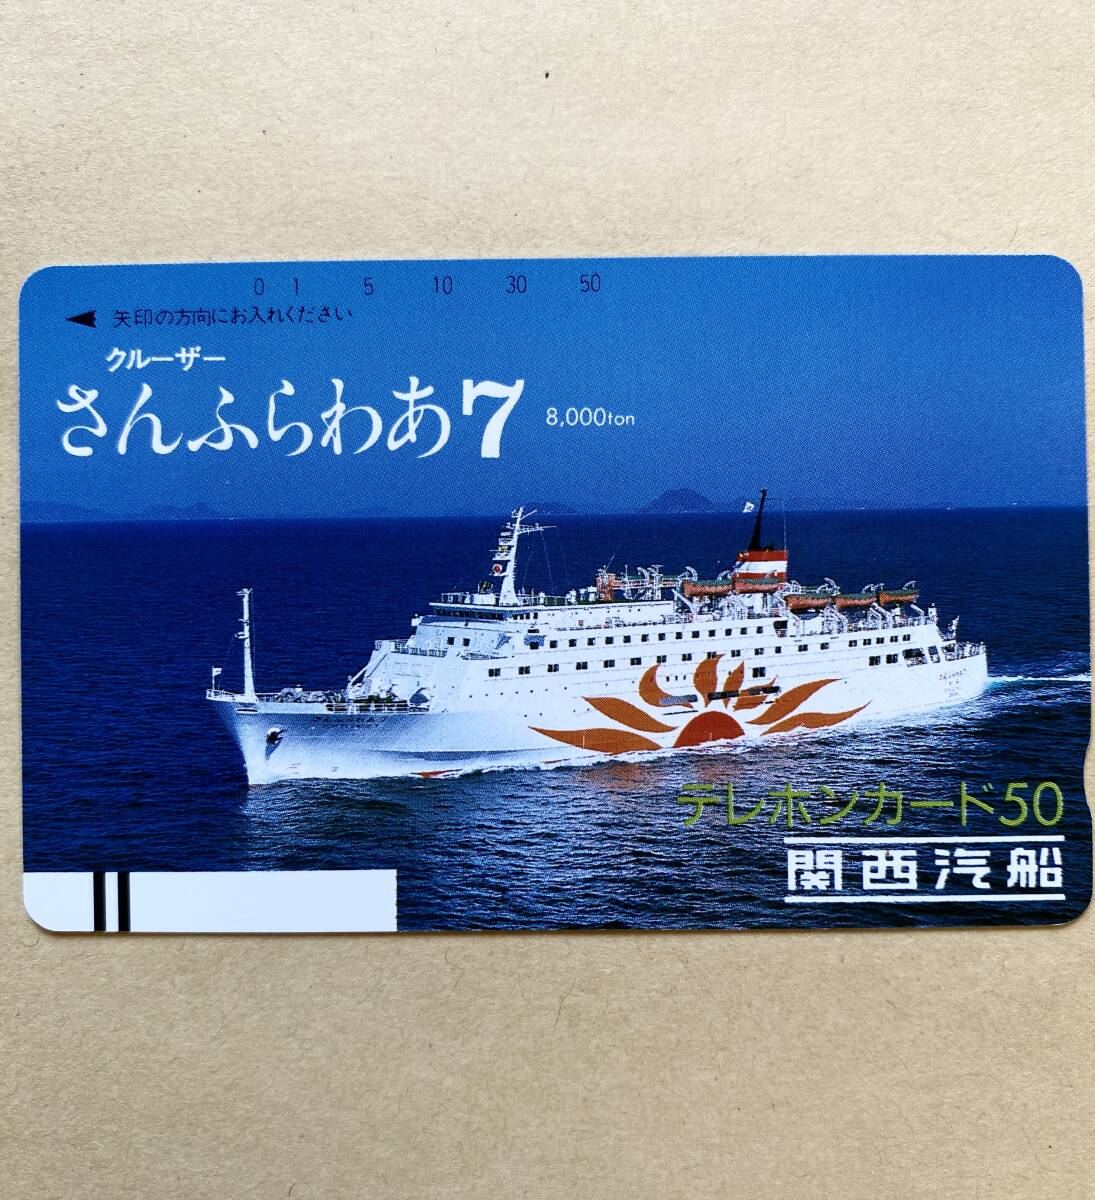 0 1 5 10 30 50
矢印の方向にお入れください
クルーザー
さんふらわあ7 8,000ton
テレホンカード50
関西汽船